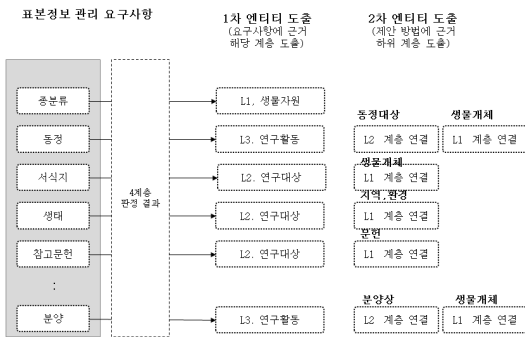 표본정보 관리 요구사항
1차 엔티티 도출
(요구사항에 근거
해당 계층 도출)
2차 엔티티 도출
(제안 방법에 근거
하위 계층 도출)
종분류
L1. 생물자원
동정대상
생물개체
동정
L3. 연구활동
L2 계층 연결
L1 계층 연결
생물개체
서식지
4계층
판정 결과
L2. 연구대상
L1 계층 연결
지역,환경
생태
L2. 연구대상
L1 계층 연결
문헌
참고문헌
L2. 연구대상
L1 계층 연결
:
분양상
생물개체
분양
L3. 연구활동
L2 계층 연결
L1 계층 연결